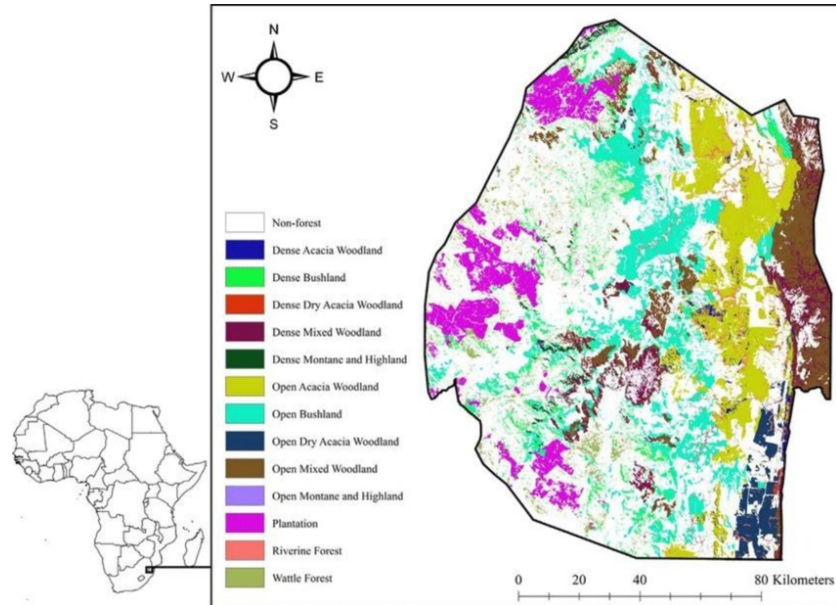 N
W E
S
Non-forest
Dense Acacia Woodland
Dense Bushland
Dense Dry Acacia Woodland
Dense Mixed Woodland
Dense Montane and Highland
Open Acacia Woodland
Open Bushland
Open Dry Acacia Woodland
Open Mixed Woodland
Open Montane and Highland
Plantation
Riverine Forest
Wattle Forest
0 20 40 80 Kilometers